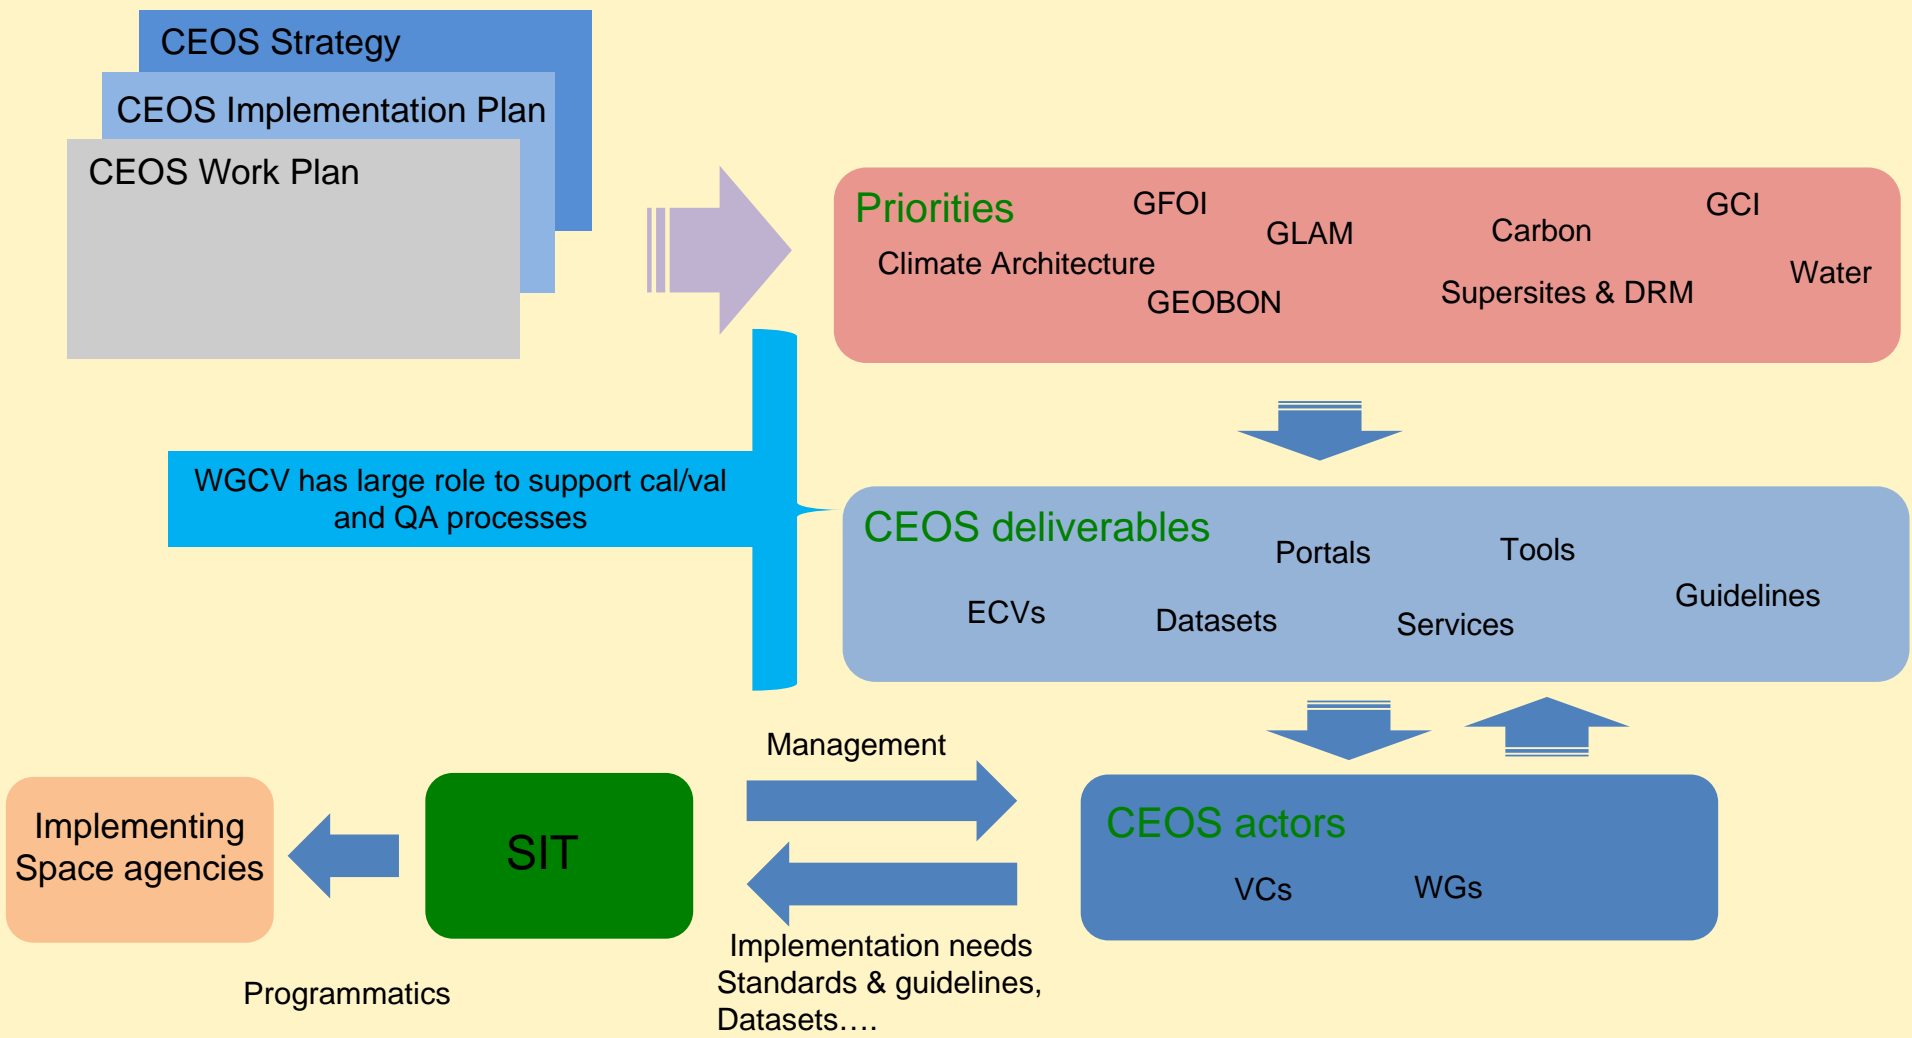 CEOS Strategy
CEOS Implementation Plan
CEOS Work Plan
Priorities
GFOI
GLAM
Carbon
GCI
Climate Architecture
GEOBON
Supersites & DRM
Water
WGCV has large role to support cal/val
and QA processes
CEOS deliverables
Portals
Tools
Guidelines
ECVs
Datasets
Services
Management
Implementing
Space agencies
SIT
CEOS actors
VCs
WGs
Implementation needs
Standards & guidelines,
Datasets….
Programmatics